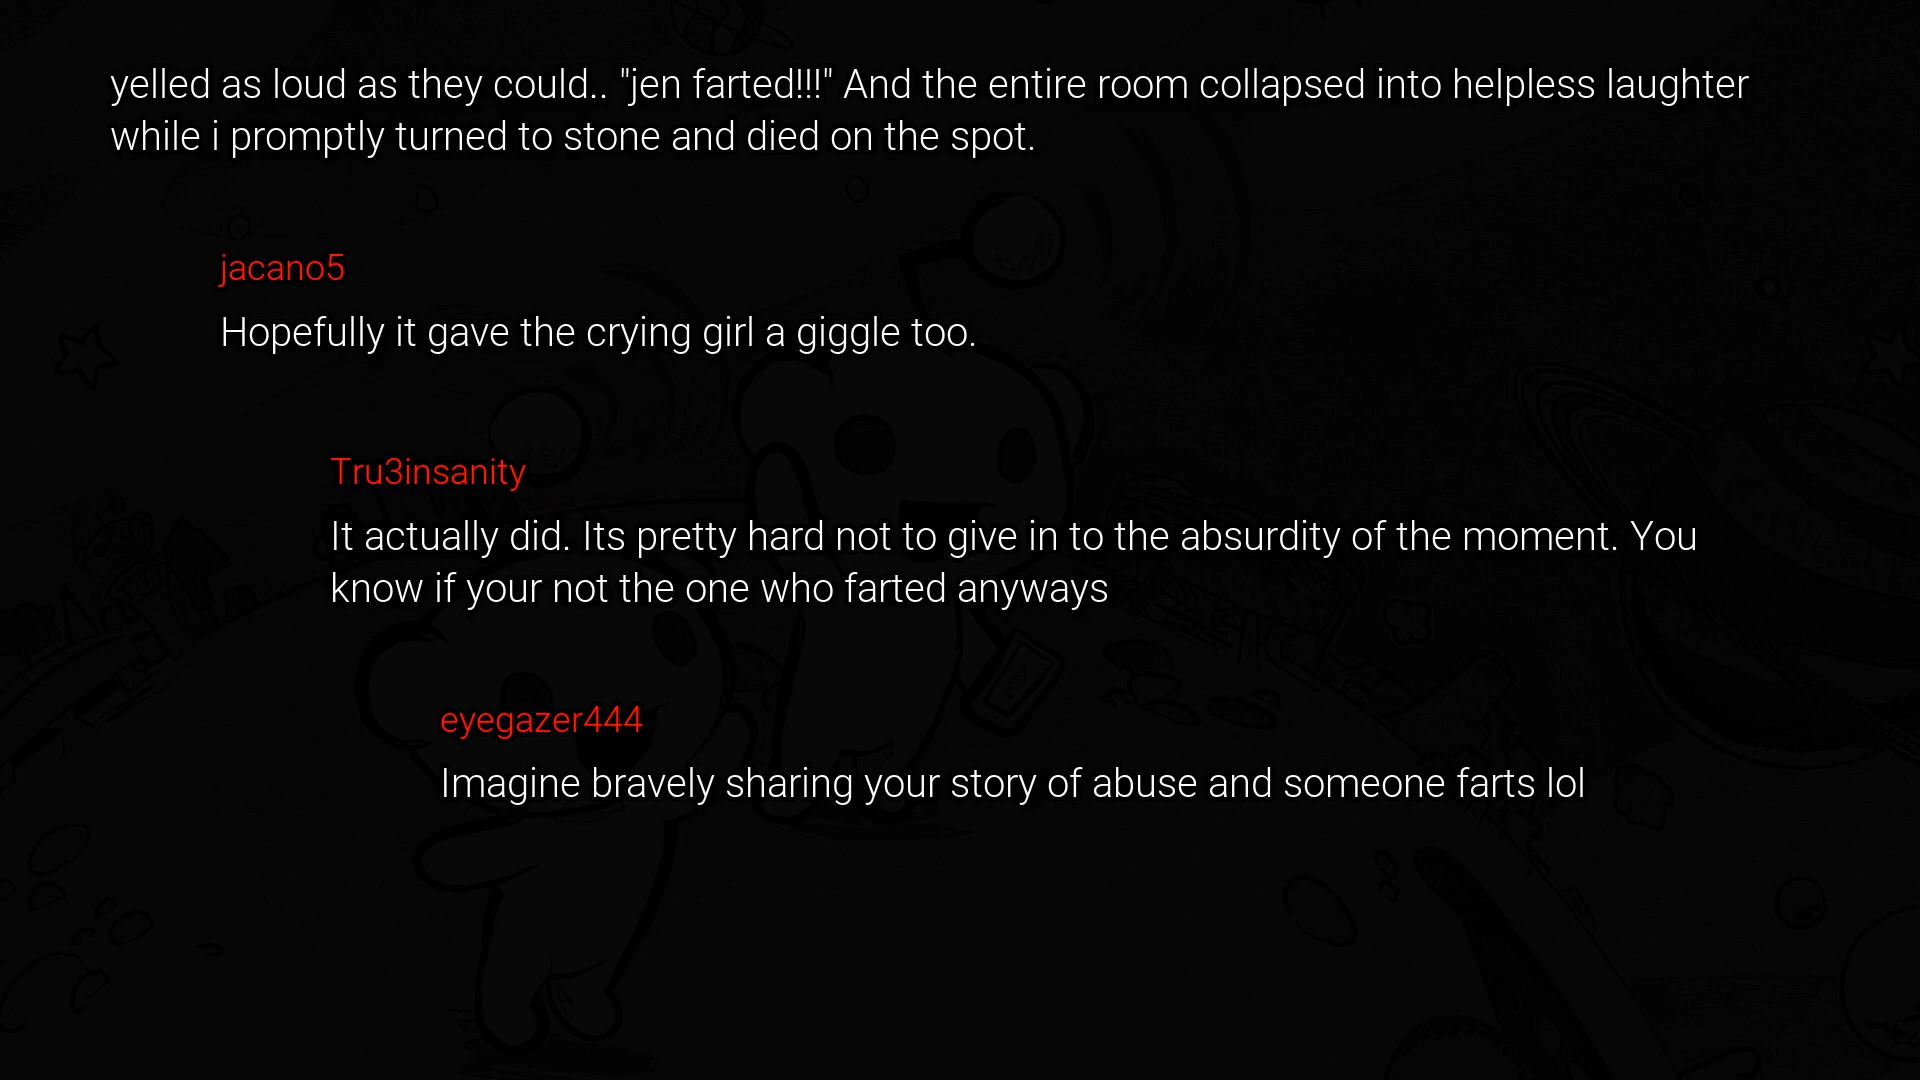 yelled as loud as they could.. "jen farted!!!" And the entire room collapsed into helpless laughter
while i promptly turned to stone and died on the spot.
jacano5
Hopefully it gave the crying girl a giggle too.
Tru3insanity
It actually did. Its pretty hard not to give in to the absurdity of the moment. You
know if your not the one who farted anyways
eyegazer444
Imagine bravely sharing your story of abuse and someone farts lol